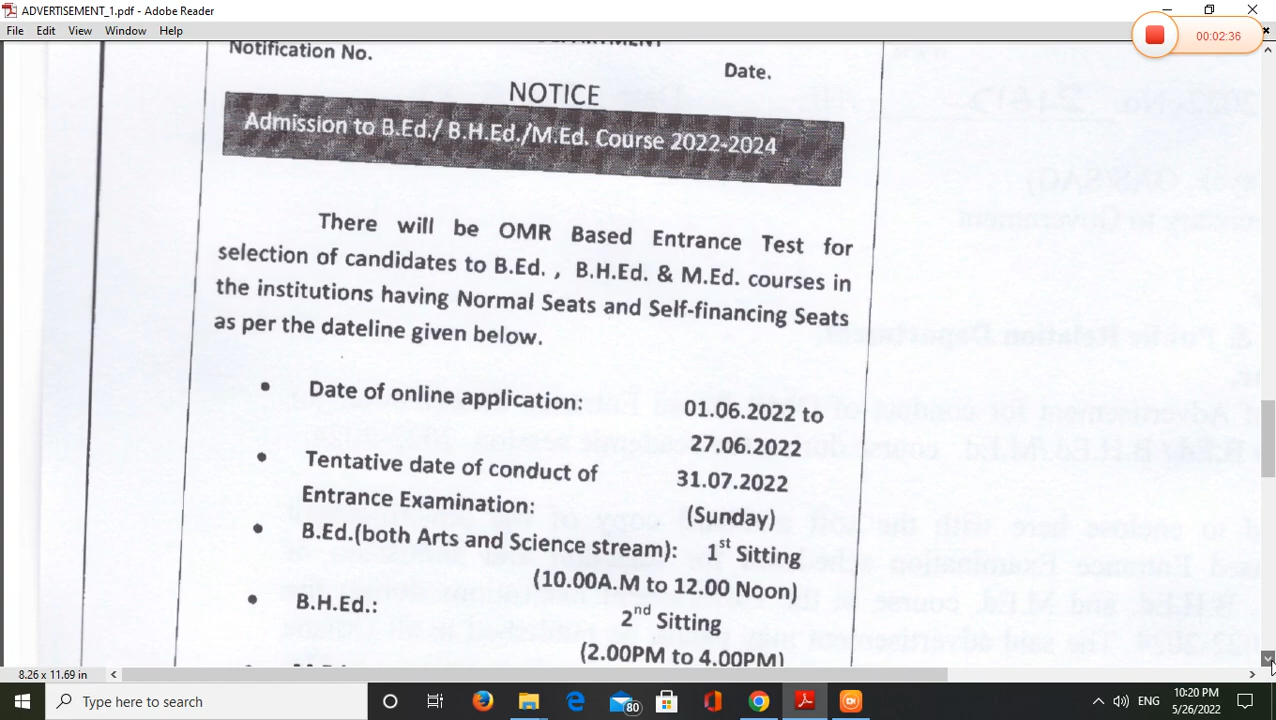 ADVERTISEMENT_1.pdf - Adobe Reader
File Edit View Window Help
00:02:36
Notification No.
Date.
NOTICE
Admission to B.Ed./ B.H.Ed./M.Ed. Course 2022-2024
There will be OMR Based Entrance Test for
selection of candidates to B.Ed. , B.H.Ed. & M.Ed. courses in
the institutions having Normal Seats and Self-financing Seats
as per the dateline given below.
• Date of online application: 01.06.2022 to
27.06.2022
• Tentative date of conduct of 31.07.2022
Entrance Examination: (Sunday)
• B.Ed.(both Arts and Science stream): 1st Sitting
(10.00A.M to 12.00 Noon)
• B.H.Ed.: 2nd Sitting
(2.00PM to 4.00PM)
8.26 x 11.69 in
Type here to search
80
ENG
10:20 PM
5/26/2022